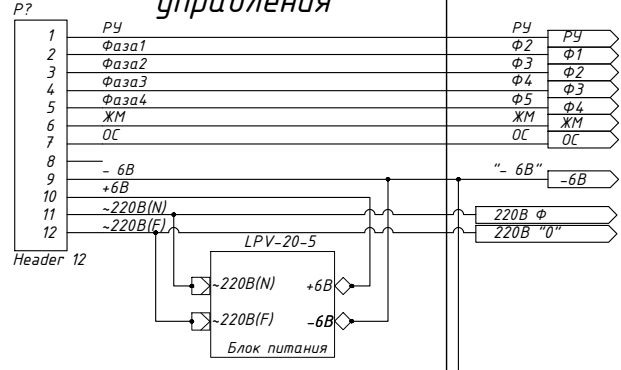 управления
P?
1 РУ РУ РУ
2 Фаза1 Ф2 Ф1
3 Фаза2 Ф3 Ф2
4 Фаза3 Ф4 Ф3
5 Фаза4 Ф5 Ф4
6 ЖМ ЖМ ЖМ
7 ОС ОС ОС
8
9 - 6В "- 6В" -6В
10 +6В
11 ~220В(N) 220В Ф
12 ~220В(F) 220В "0"
Header 12
LPV-20-5
~220В(N) +6В
~220В(F) -6В
Блок питания